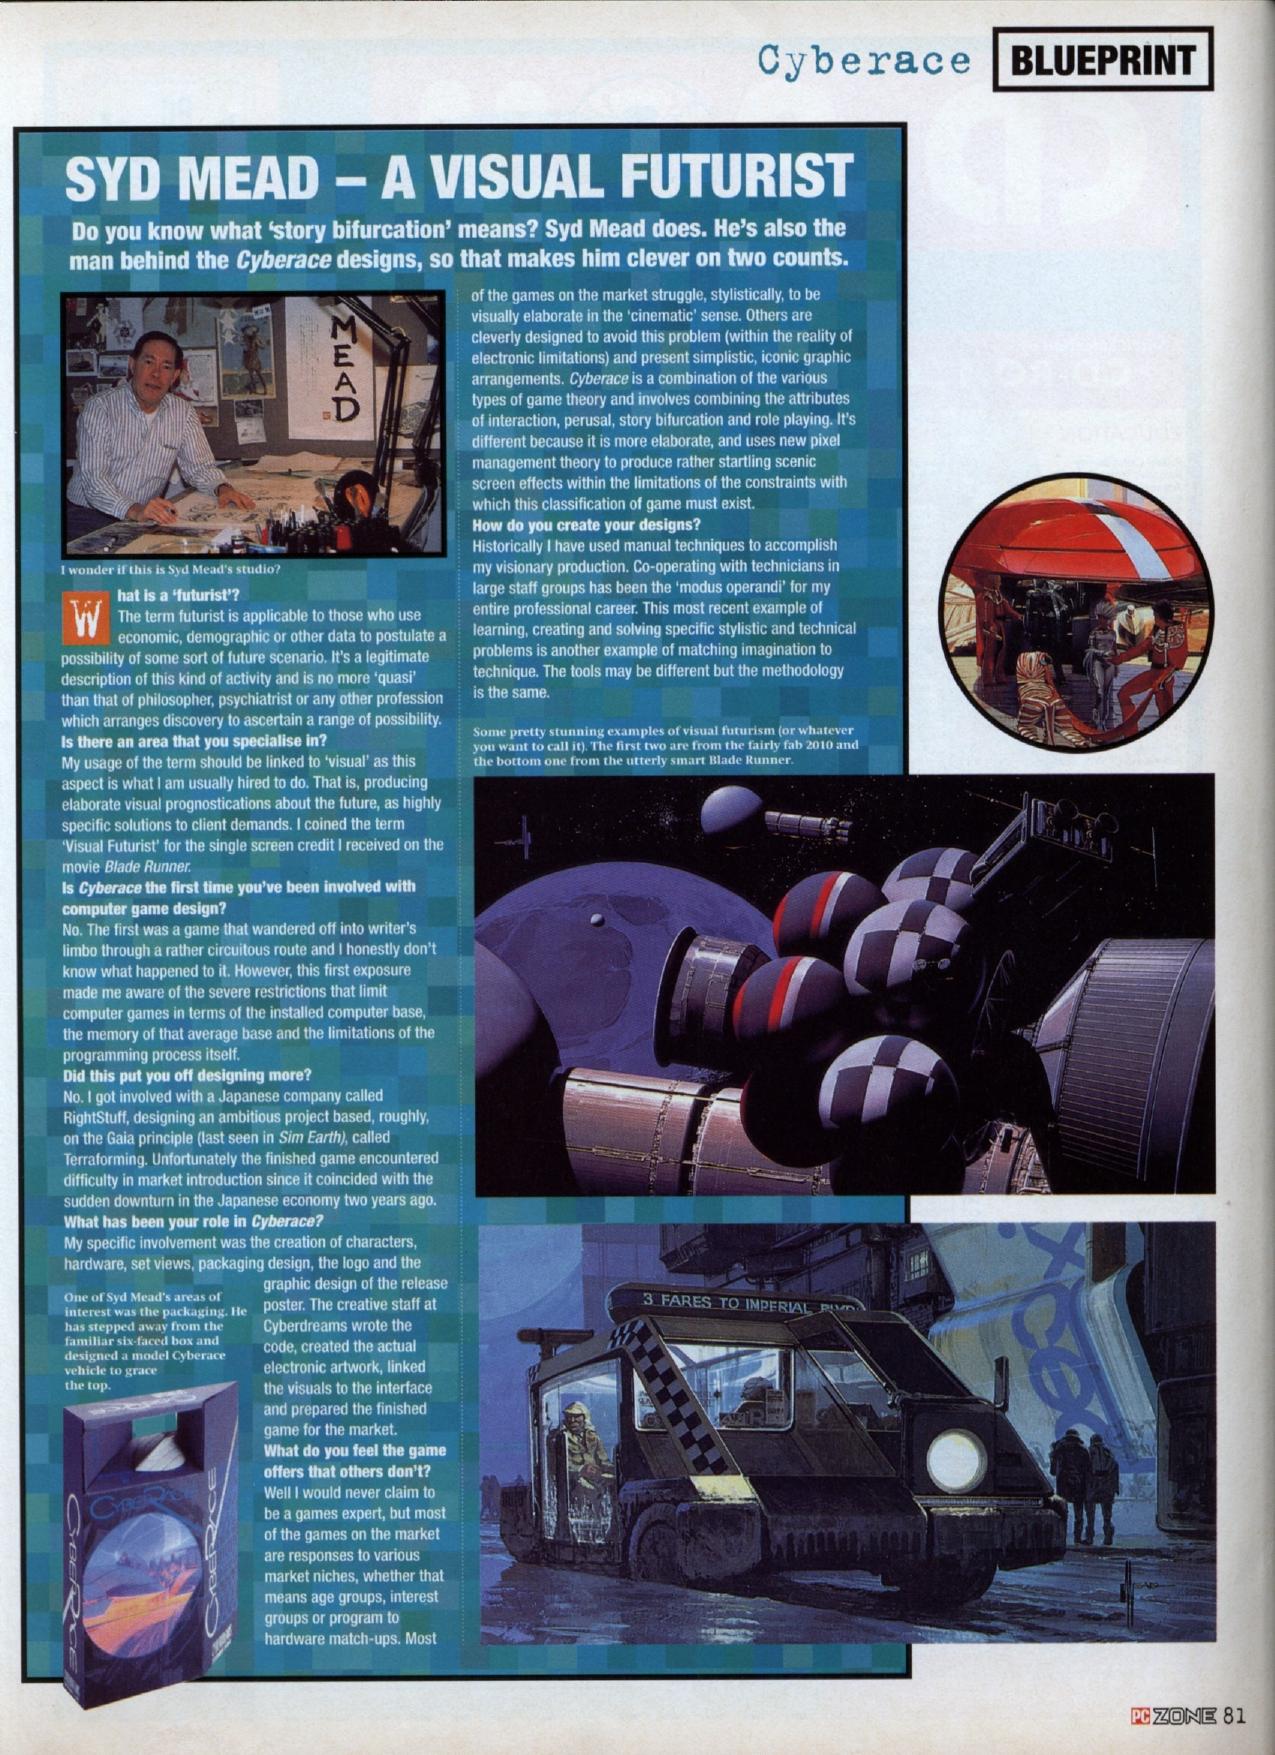 Cyberace BLUEPRINT
SYD MEAD – A VISUAL FUTURIST
Do you know what ‘story bifurcation’ means? Syd Mead does. He’s also the
man behind the Cyberace designs, so that makes him clever on two counts.
MEAD
I wonder if this is Syd Mead's studio?
What is a ‘futurist’?
The term futurist is applicable to those who use
economic, demographic or other data to postulate a
possibility of some sort of future scenario. It’s a legitimate
description of this kind of activity and is no more ‘quasi’
than that of philosopher, psychiatrist or any other profession
which arranges discovery to ascertain a range of possibility.
Is there an area that you specialise in?
My usage of the term should be linked to ‘visual’ as this
aspect is what I am usually hired to do. That is, producing
elaborate visual prognostications about the future, as highly
specific solutions to client demands. I coined the term
‘Visual Futurist’ for the single screen credit I received on the
movie Blade Runner.
Is Cyberace the first time you’ve been involved with
computer game design?
No. The first was a game that wandered off into writer’s
limbo through a rather circuitous route and I honestly don’t
know what happened to it. However, this first exposure
made me aware of the severe restrictions that limit
computer games in terms of the installed computer base,
the memory of that average base and the limitations of the
programming process itself.
Did this put you off designing more?
No. I got involved with a Japanese company called
RightStuff, designing an ambitious project based, roughly,
on the Gaia principle (last seen in Sim Earth), called
Terraforming. Unfortunately the finished game encountered
difficulty in market introduction since it coincided with the
sudden downturn in the Japanese economy two years ago.
What has been your role in Cyberace?
My specific involvement was the creation of characters,
hardware, set views, packaging design, the logo and the
graphic design of the release
poster. The creative staff at
Cyberdreams wrote the
code, created the actual
electronic artwork, linked
the visuals to the interface
and prepared the finished
game for the market.
What do you feel the game
offers that others don’t?
Well I would never claim to
be a games expert, but most
of the games on the market
are responses to various
market niches, whether that
means age groups, interest
groups or program to
hardware match-ups. Most
One of Syd Mead's areas of
interest was the packaging. He
has stepped away from the
familiar six-faced box and
designed a model Cyberace
vehicle to grace
the top.
CYBERACE
CYBERACE
CYBERACE
CYBERACE
of the games on the market struggle, stylistically, to be
visually elaborate in the ‘cinematic’ sense. Others are
cleverly designed to avoid this problem (within the reality of
electronic limitations) and present simplistic, iconic graphic
arrangements. Cyberace is a combination of the various
types of game theory and involves combining the attributes
of interaction, perusal, story bifurcation and role playing. It’s
different because it is more elaborate, and uses new pixel
management theory to produce rather startling scenic
screen effects within the limitations of the constraints with
which this classification of game must exist.
How do you create your designs?
Historically I have used manual techniques to accomplish
my visionary production. Co-operating with technicians in
large staff groups has been the ‘modus operandi’ for my
entire professional career. This most recent example of
learning, creating and solving specific stylistic and technical
problems is another example of matching imagination to
technique. The tools may be different but the methodology
is the same.
Some pretty stunning examples of visual futurism (or whatever
you want to call it). The first two are from the fairly fab 2010 and
the bottom one from the utterly smart Blade Runner.
3 FARES TO IMPERIAL BLVD
PC ZONE 81